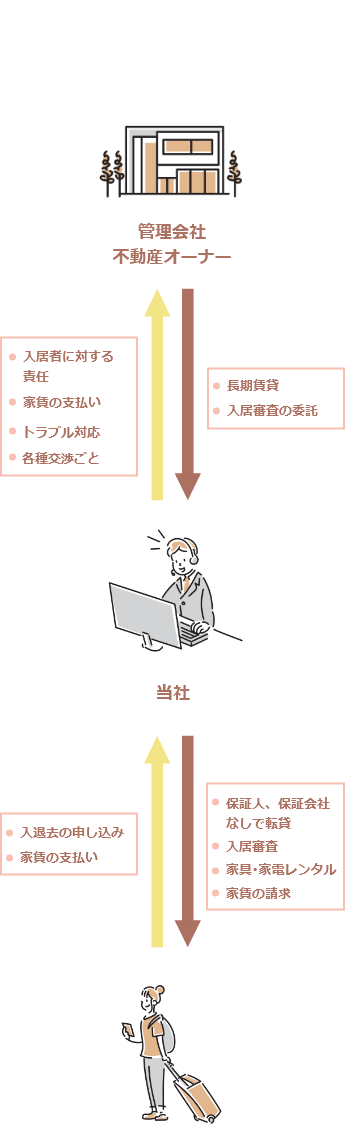 管理会社
不動産オーナー
入居者に対する
責任
家賃の支払い
トラブル対応
各種交渉ごと
長期賃貸
入居審査の委託
当社
入退去の申し込み
家賃の支払い
保証人、保証会社
なしで転貸
入居審査
家具・家電レンタル
家賃の請求